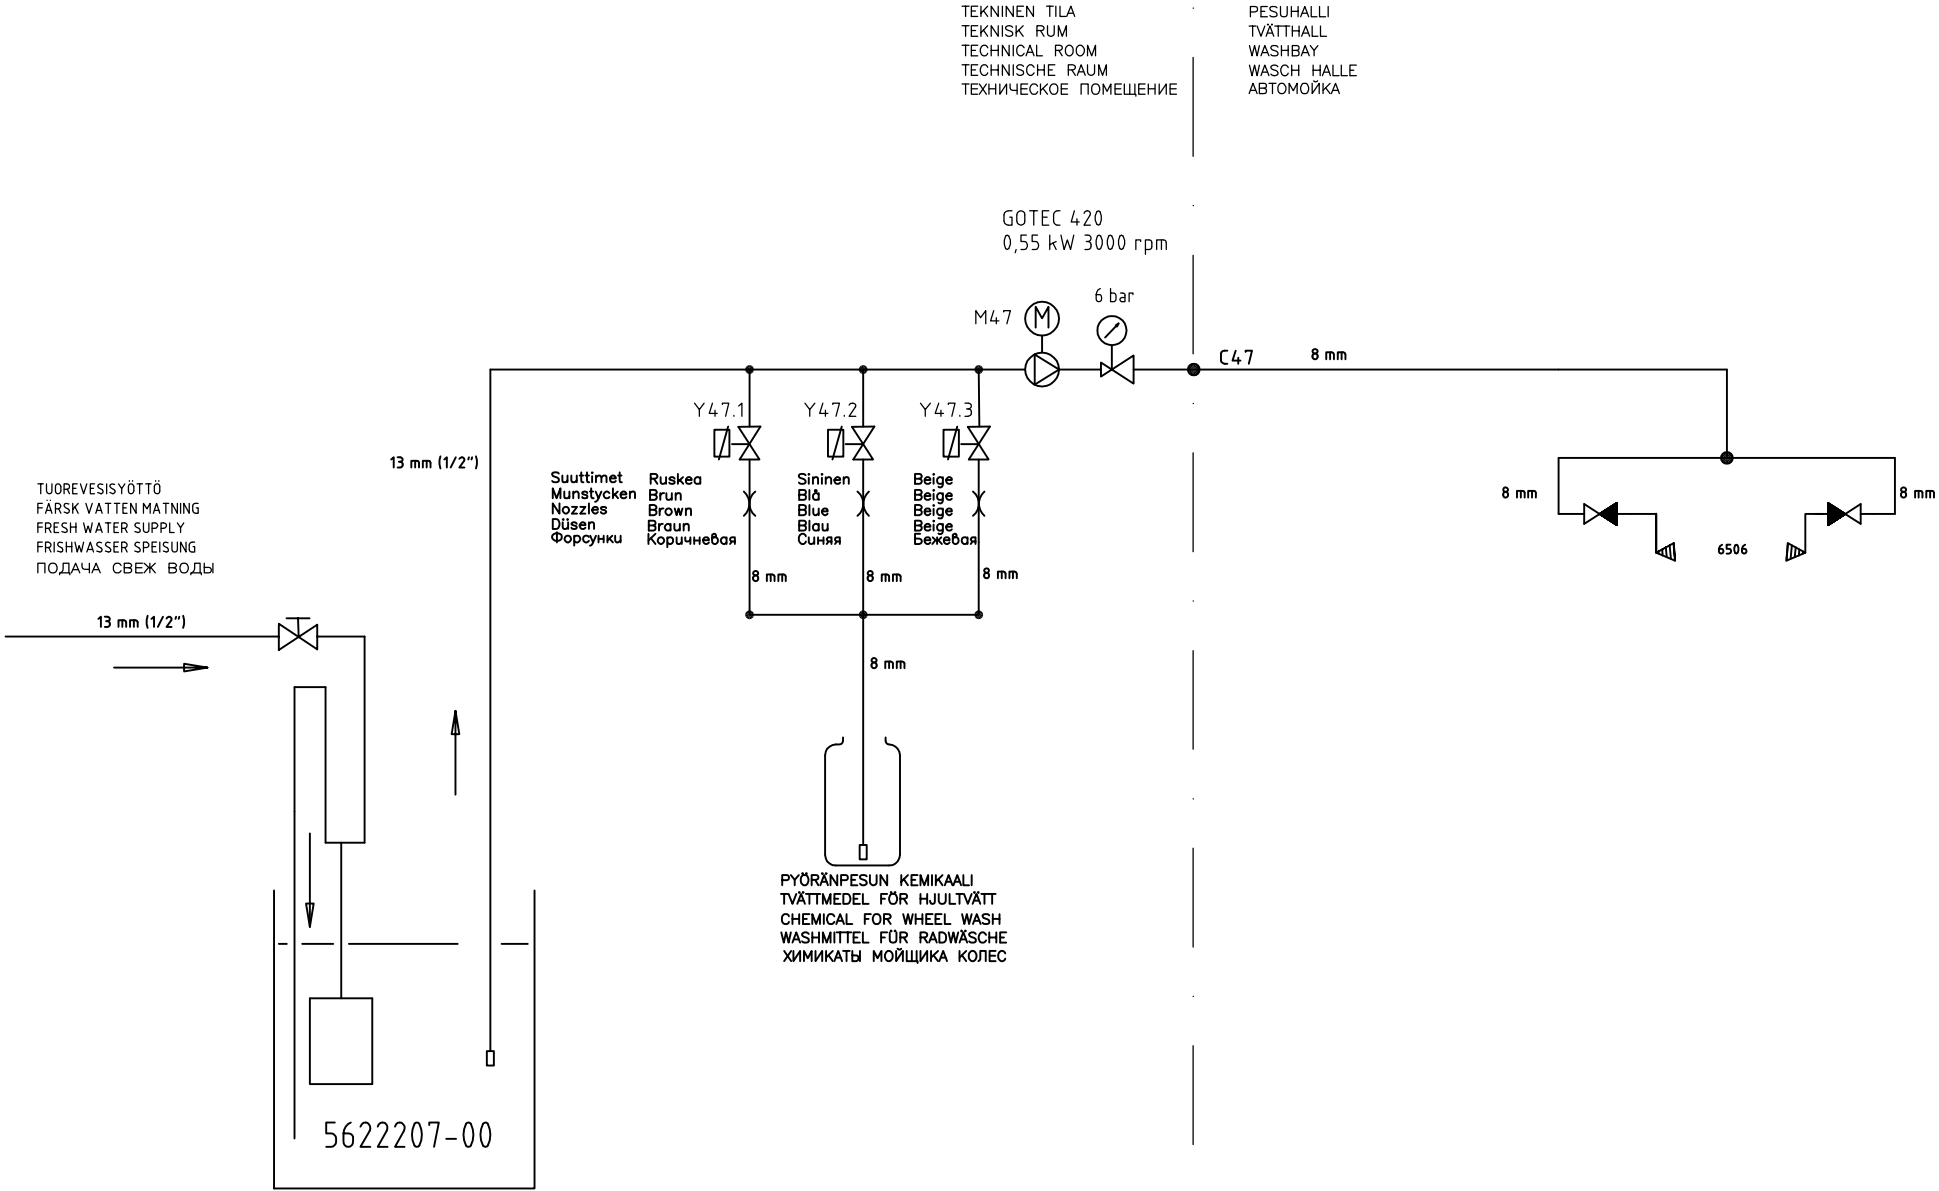 TEKNINEN TILA
TEKNISK RUM
TECHNICAL ROOM
TECHNISCHE RAUM
ТЕХНИЧЕСКОЕ ПОМЕЩЕНИЕ
PESUHALLI
TVÄTTHALL
WASHBAY
WASCH HALLE
АВТОМОЙКА
GOTEC 420
0,55 kW 3000 rpm
6 bar
M47
M
C47
8 mm
Y47.1
Y47.2
Y47.3
13 mm (1/2")
Suuttimet
Munstycken
Nozzles
Düsen
Форсунки
Ruskea
Brun
Brown
Braun
Коричневая
Sininen
Blå
Blue
Blau
Синяя
Beige
Beige
Beige
Beige
Бежевая
8 mm
8 mm
8 mm
8 mm
8 mm
8 mm
6506
TUOREVESISYÖTTÖ
FÄRSK VATTEN MATNING
FRESH WATER SUPPLY
FRISHWASSER SPEISUNG
ПОДАЧА СВЕЖ ВОДЫ
13 mm (1/2")
PYÖRÄNPESUN KEMIKAALI
TVÄTTMEDEL FÖR HJULTVÄTT
CHEMICAL FOR WHEEL WASH
WASHMITTEL FÜR RADWÄSCHE
ХИМИКАТЫ МОЙЩИКА КОЛЕС
5622207-00